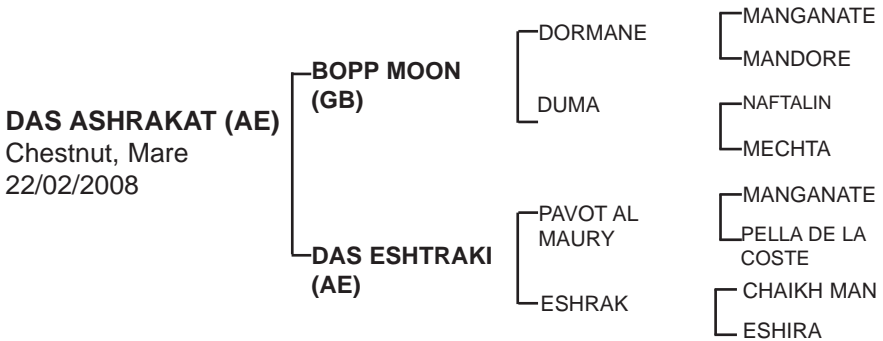 DAS ASHRAKAT (AE)
Chestnut, Mare
22/02/2008
BOPP MOON
(GB)
DAS ESHTRAKI
(AE)
DORMANE
DUMA
PAVOT AL
MAURY
ESHRAK
MANGANATE
MANDORE
NAFTALIN
MECHTA
MANGANATE
PELLA DE LA
COSTE
CHAIKH MAN
ESHIRA